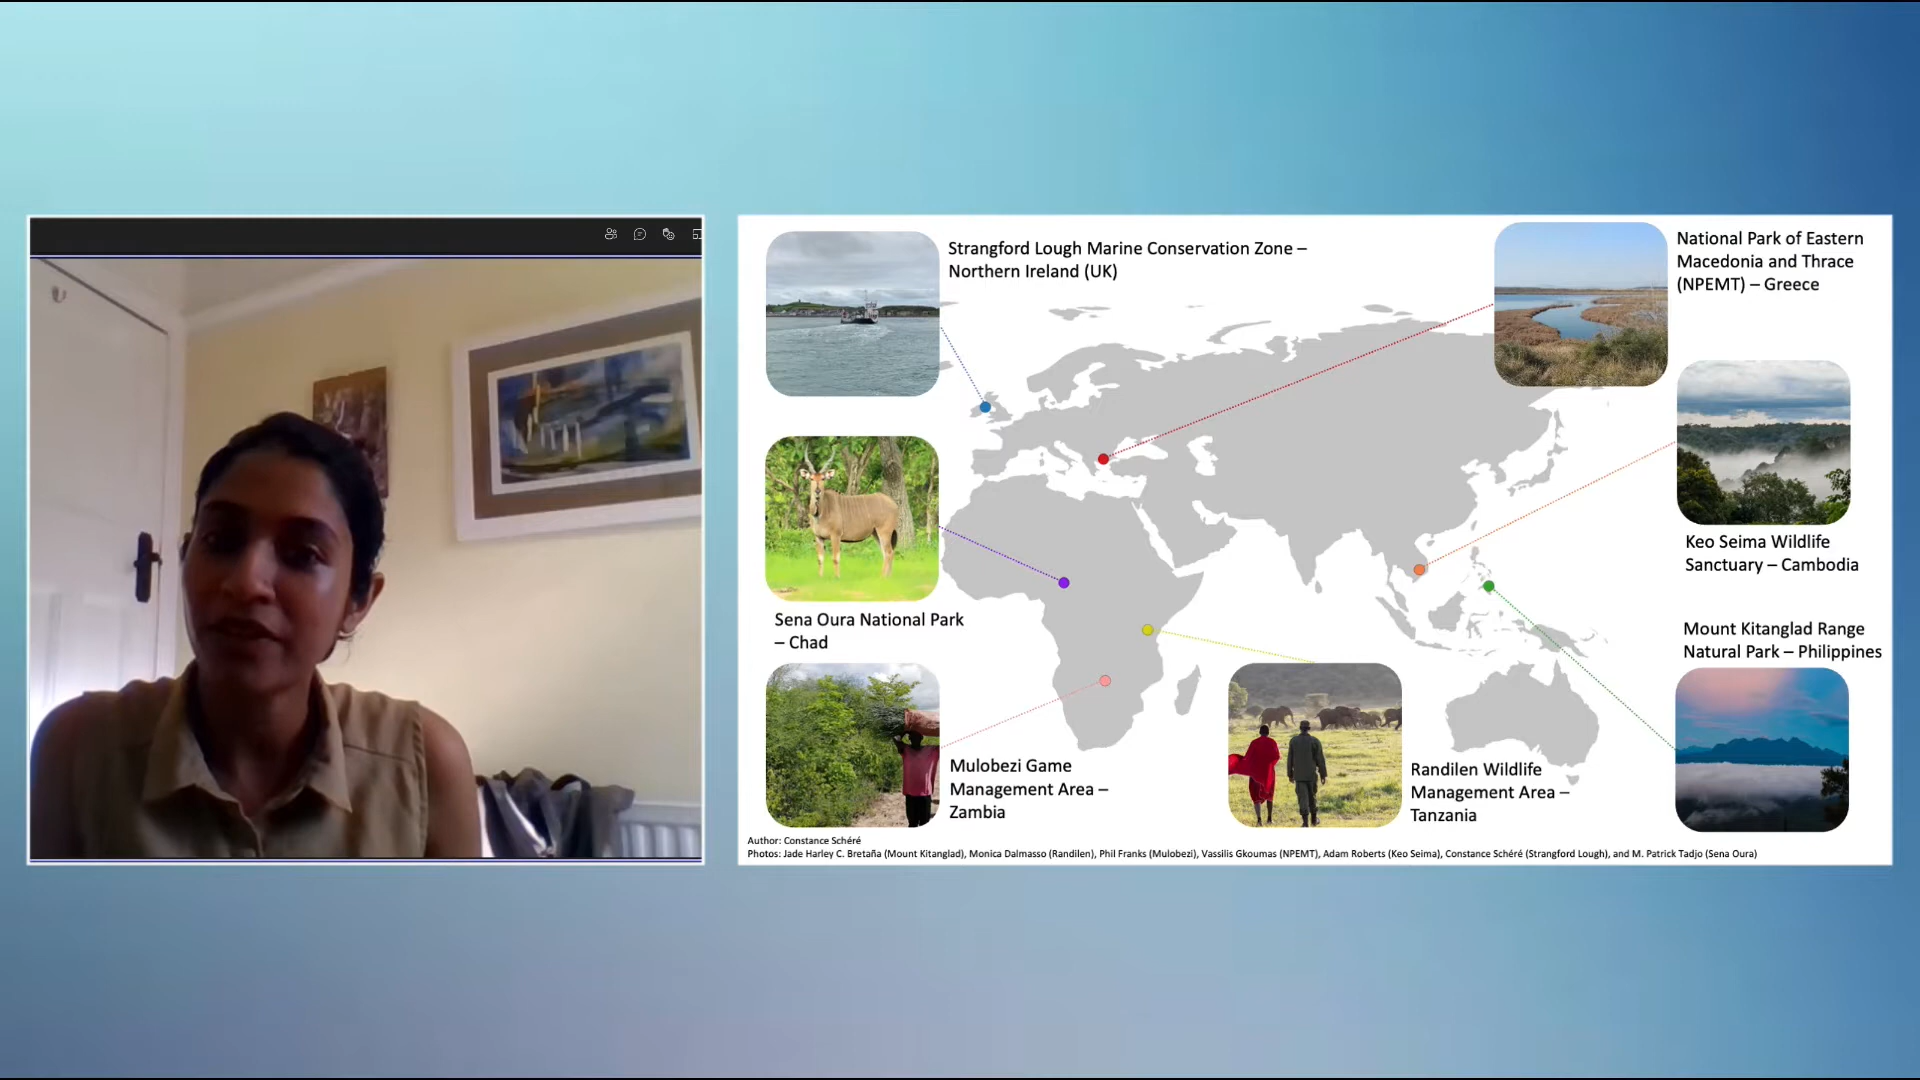 Strangford Lough Marine Conservation Zone –
Northern Ireland (UK)
National Park of Eastern
Macedonia and Thrace
(NPEMT) – Greece
Keo Seima Wildlife
Sanctuary – Cambodia
Sena Oura National Park
– Chad
Mount Kitanglad Range
Natural Park – Philippines
Mulobezi Game
Management Area –
Zambia
Randilen Wildlife
Management Area –
Tanzania
Author: Constance Schéré
Photos: Jade Harley C. Bretaña (Mount Kitanglad), Monica Dalmasso (Randilen), Phil Franks (Mulobezi), Vassilis Gkoumas (NPEMT), Adam Roberts (Keo Seima), Constance Schéré (Strangford Lough), and M. Patrick Tadjo (Sena Oura)